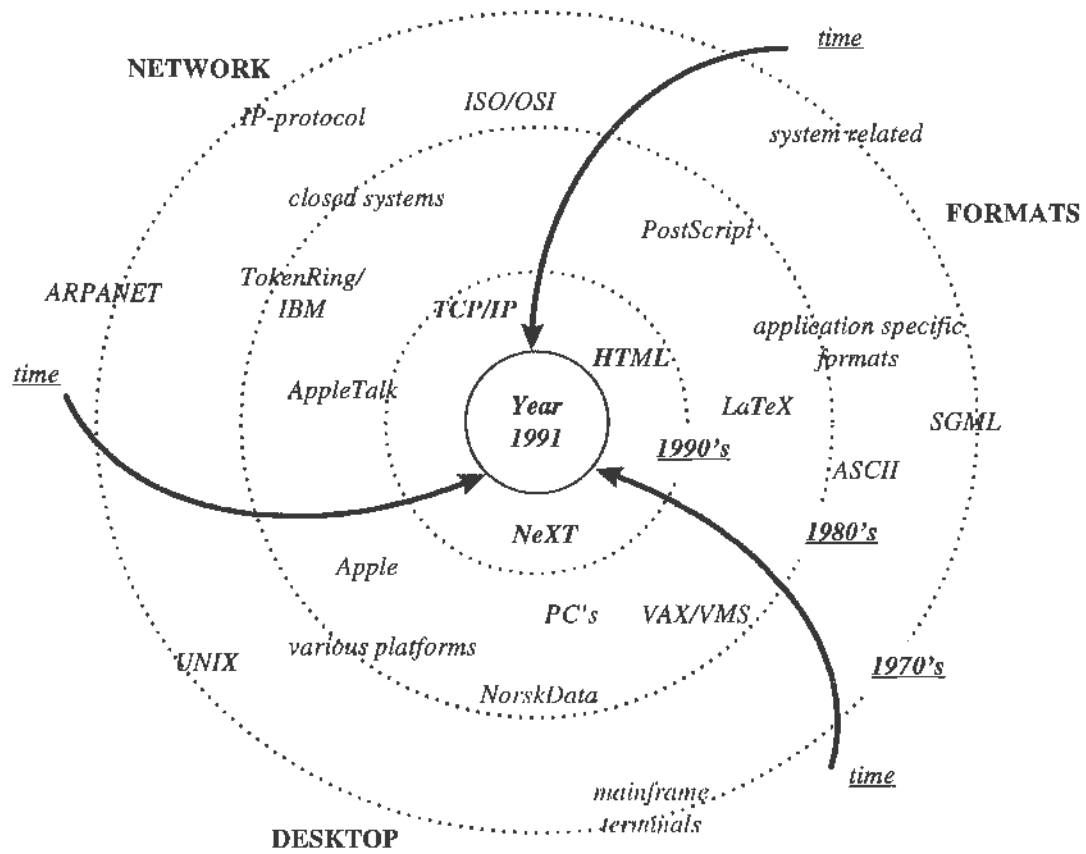 time
NETWORK
ISO/OSI
IP-protocol
system related
closed systems
FORMATS
PostScript
TokenRing/
IBM
ARPANET
TCP/IP
application specific
formats
HTML
time
AppleTalk
Year
1991
LaTeX
SGML
1990's
ASCII
NeXT
1980's
Apple
PC's
VAX/VMS
various platforms
UNIX
1970's
NorskData
time
mainframe
terminals
DESKTOP